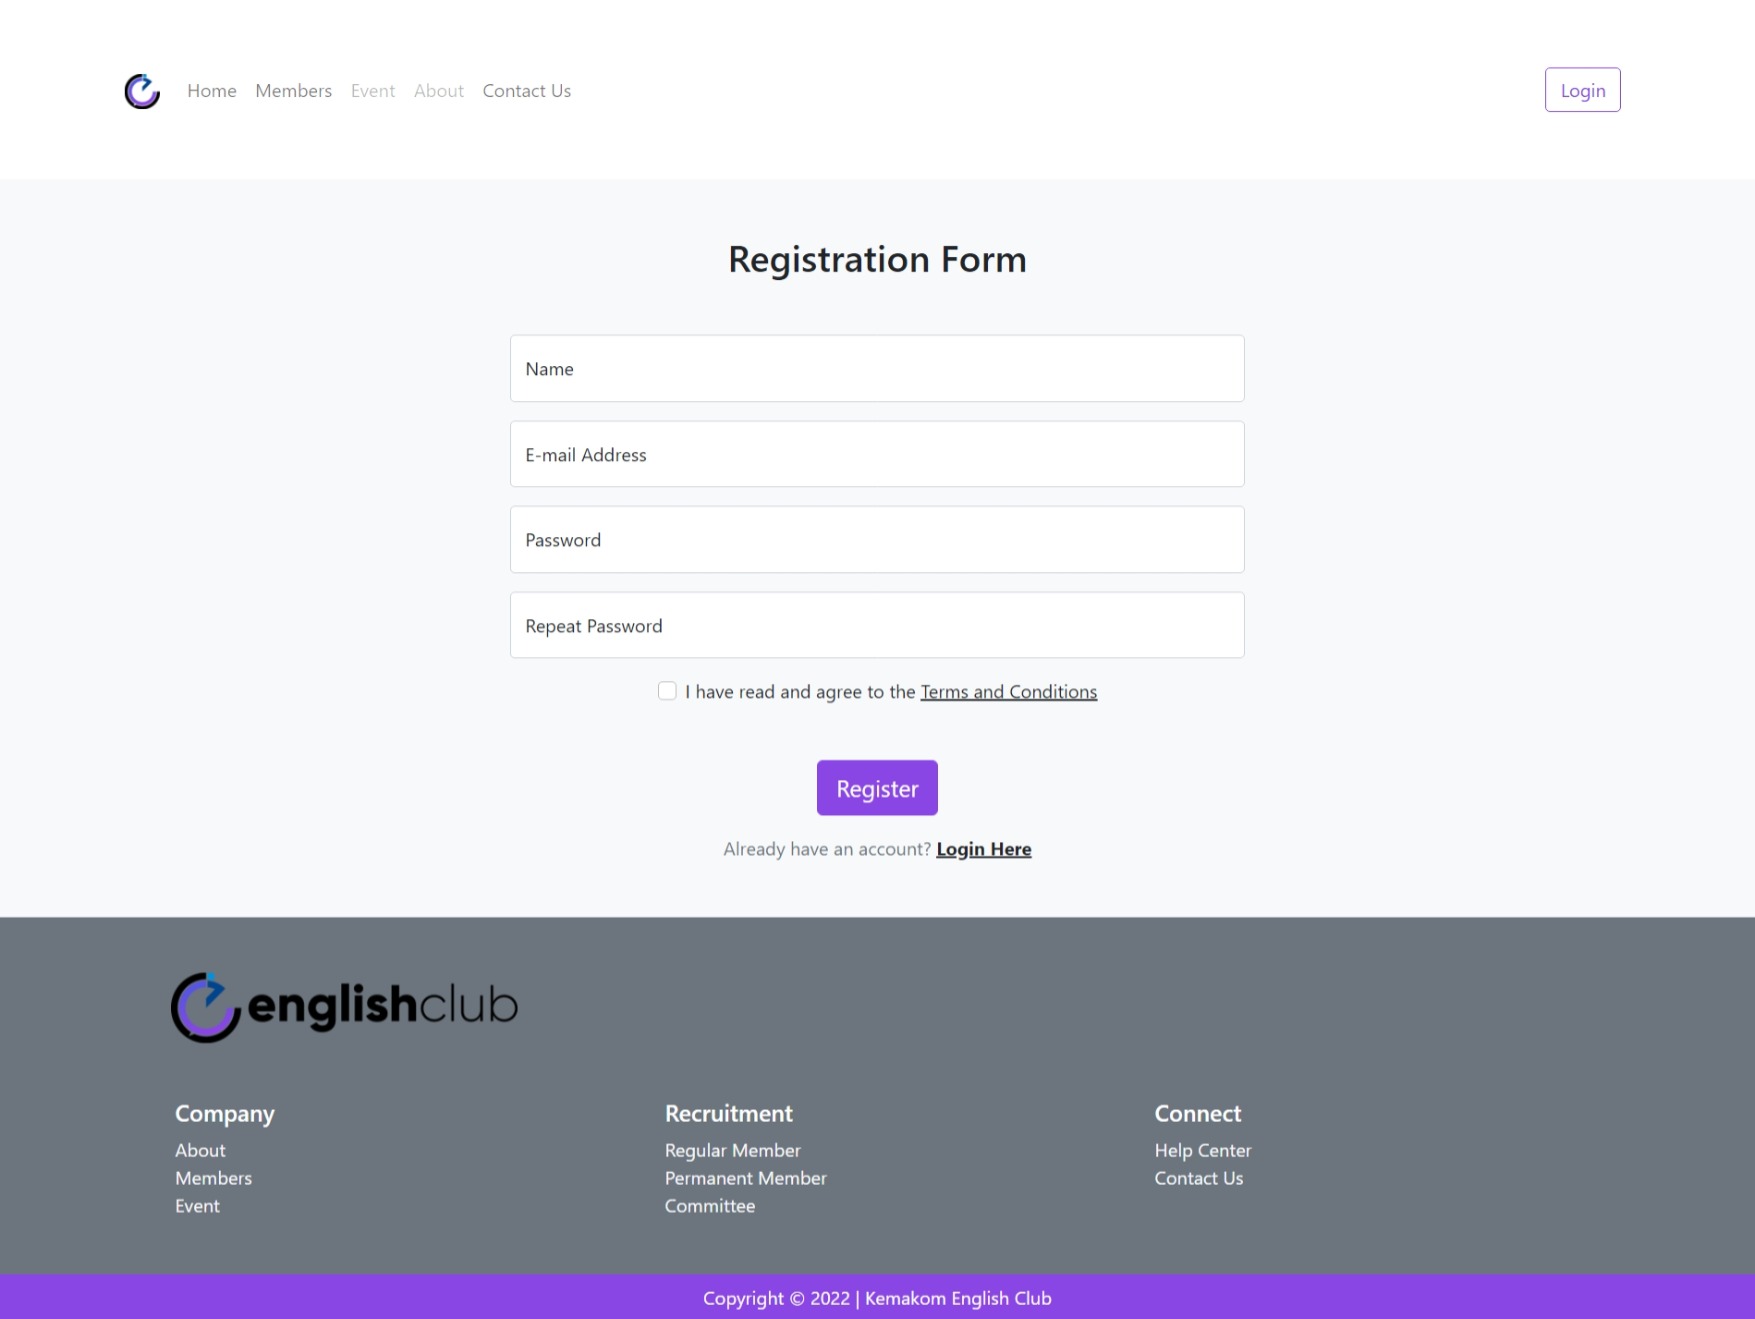 Home Members Event About Contact Us
Login
Registration Form
Name
E-mail Address
Password
Repeat Password
I have read and agree to the Terms and Conditions
Register
Already have an account? Login Here
englishclub
Company
About
Members
Event
Recruitment
Regular Member
Permanent Member
Committee
Connect
Help Center
Contact Us
Copyright © 2022 | Kemakom English Club